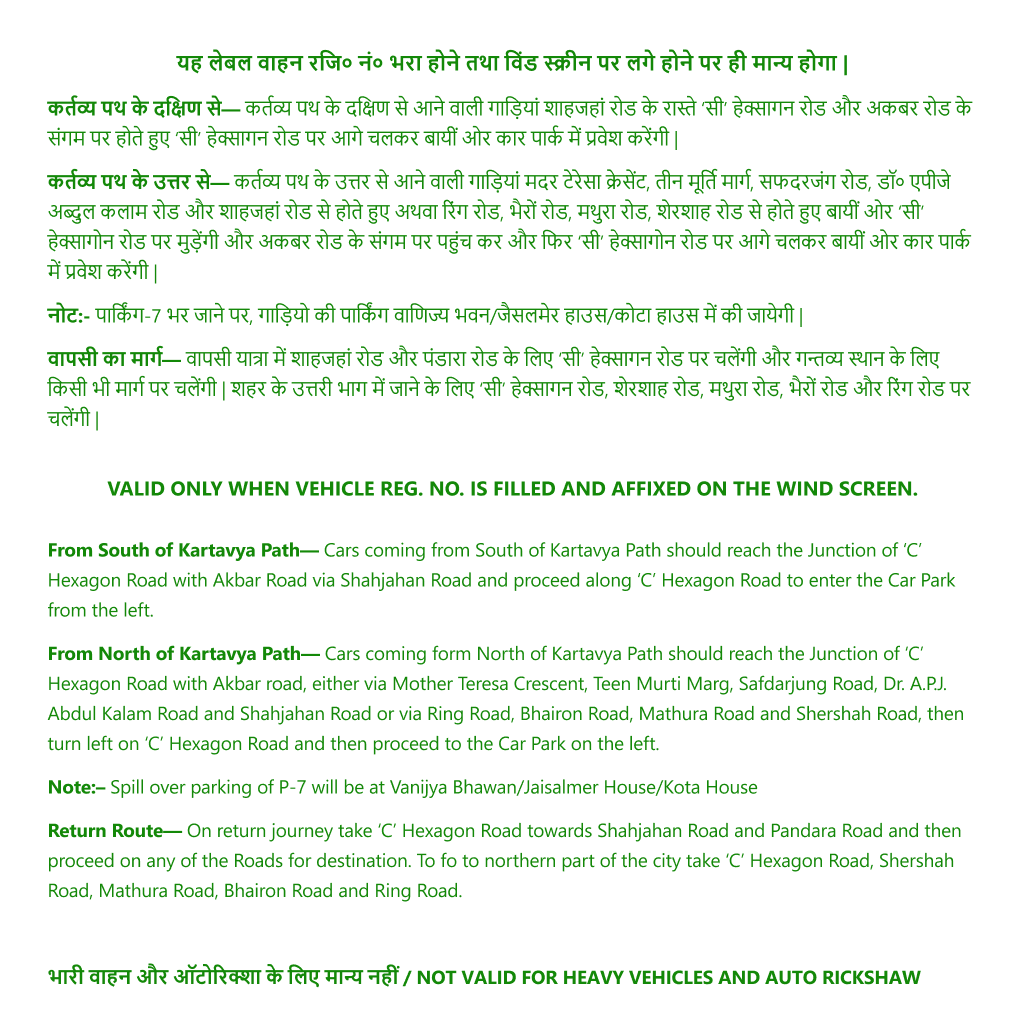 यह लेबल वाहन रजि० नं० भरा होने तथा विंड स्क्रीन पर लगे होने पर ही मान्य होगा |
कर्तव्य पथ के दक्षिण से— कर्तव्य पथ के दक्षिण से आने वाली गाड़ियां शाहजहां रोड के रास्ते ‘सी’ हेक्सागन रोड और अकबर रोड के
संगम पर होते हुए ‘सी’ हेक्सागन रोड पर आगे चलकर बायीं ओर कार पार्क में प्रवेश करेंगी |
कर्तव्य पथ के उत्तर से— कर्तव्य पथ के उत्तर से आने वाली गाड़ियां मदर टेरेसा क्रेसेंट, तीन मूर्ति मार्ग, सफदरजंग रोड, डॉ० एपीजे
अब्दुल कलाम रोड और शाहजहां रोड से होते हुए अथवा रिंग रोड, भैरों रोड, मथुरा रोड, शेरशाह रोड से होते हुए बायीं ओर ‘सी’
हेक्सागोन रोड पर मुड़ेंगी और अकबर रोड के संगम पर पहुंच कर और फिर ‘सी’ हेक्सागोन रोड पर आगे चलकर बायीं ओर कार पार्क
में प्रवेश करेंगी |
नोट:- पार्किंग-7 भर जाने पर, गाड़ियो की पार्किंग वाणिज्य भवन/जैसलमेर हाउस/कोटा हाउस में की जायेगी |
वापसी का मार्ग— वापसी यात्रा में शाहजहां रोड और पंडारा रोड के लिए ‘सी’ हेक्सागन रोड पर चलेंगी और गन्तव्य स्थान के लिए
किसी भी मार्ग पर चलेंगी | शहर के उत्तरी भाग में जाने के लिए ‘सी’ हेक्सागन रोड, शेरशाह रोड, मथुरा रोड, भैरों रोड और रिंग रोड पर
चलेंगी |
VALID ONLY WHEN VEHICLE REG. NO. IS FILLED AND AFFIXED ON THE WIND SCREEN.
From South of Kartavya Path— Cars coming from South of Kartavya Path should reach the Junction of ‘C’
Hexagon Road with Akbar Road via Shahjahan Road and proceed along ‘C’ Hexagon Road to enter the Car Park
from the left.
From North of Kartavya Path— Cars coming form North of Kartavya Path should reach the Junction of ‘C’
Hexagon Road with Akbar road, either via Mother Teresa Crescent, Teen Murti Marg, Safdarjung Road, Dr. A.P.J.
Abdul Kalam Road and Shahjahan Road or via Ring Road, Bhairon Road, Mathura Road and Shershah Road, then
turn left on ‘C’ Hexagon Road and then proceed to the Car Park on the left.
Note:– Spill over parking of P-7 will be at Vanijya Bhawan/Jaisalmer House/Kota House
Return Route— On return journey take ‘C’ Hexagon Road towards Shahjahan Road and Pandara Road and then
proceed on any of the Roads for destination. To fo to northern part of the city take ‘C’ Hexagon Road, Shershah
Road, Mathura Road, Bhairon Road and Ring Road.
भारी वाहन और ऑटोरिक्शा के लिए मान्य नहीं / NOT VALID FOR HEAVY VEHICLES AND AUTO RICKSHAW